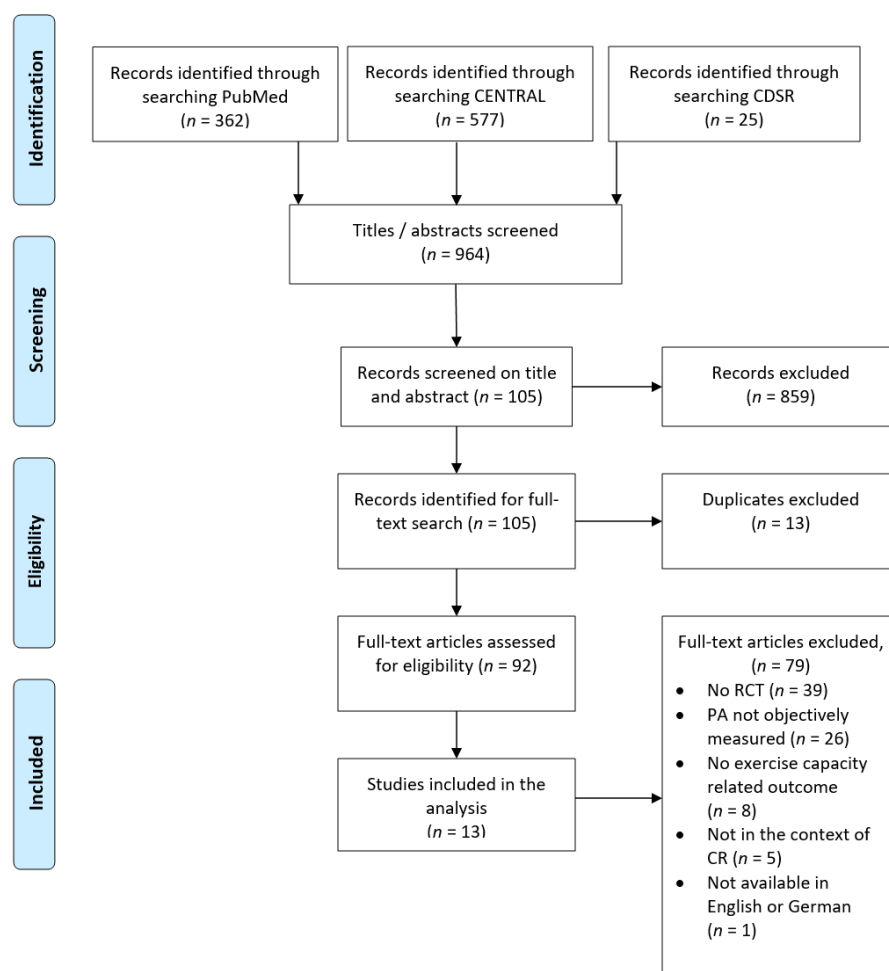 Identification
Records identified through
searching PubMed
(n = 362)
Records identified through
searching CENTRAL
(n = 577)
Records identified through
searching CDSR
(n = 25)
Titles / abstracts screened
(n = 964)
Screening
Records screened on title
and abstract (n = 105)
Records excluded
(n = 859)
Eligibility
Records identified for full-
text search (n = 105)
Duplicates excluded
(n = 13)
Full-text articles assessed
for eligibility (n = 92)
Full-text articles excluded,
(n = 79)
• No RCT (n = 39)
• PA not objectively
measured (n = 26)
• No exercise capacity
related outcome
(n = 8)
• Not in the context of
CR (n = 5)
• Not available in
English or German
(n = 1)
Included
Studies included in the
analysis
(n = 13)